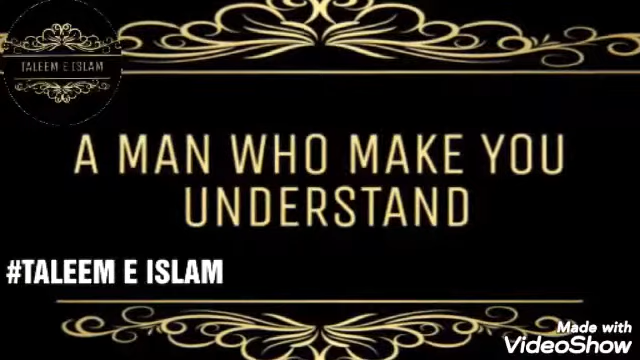 TALEEM E ISLAM
A MAN WHO MAKE YOU
UNDERSTAND
#TALEEM E ISLAM
Made with
VideoShow